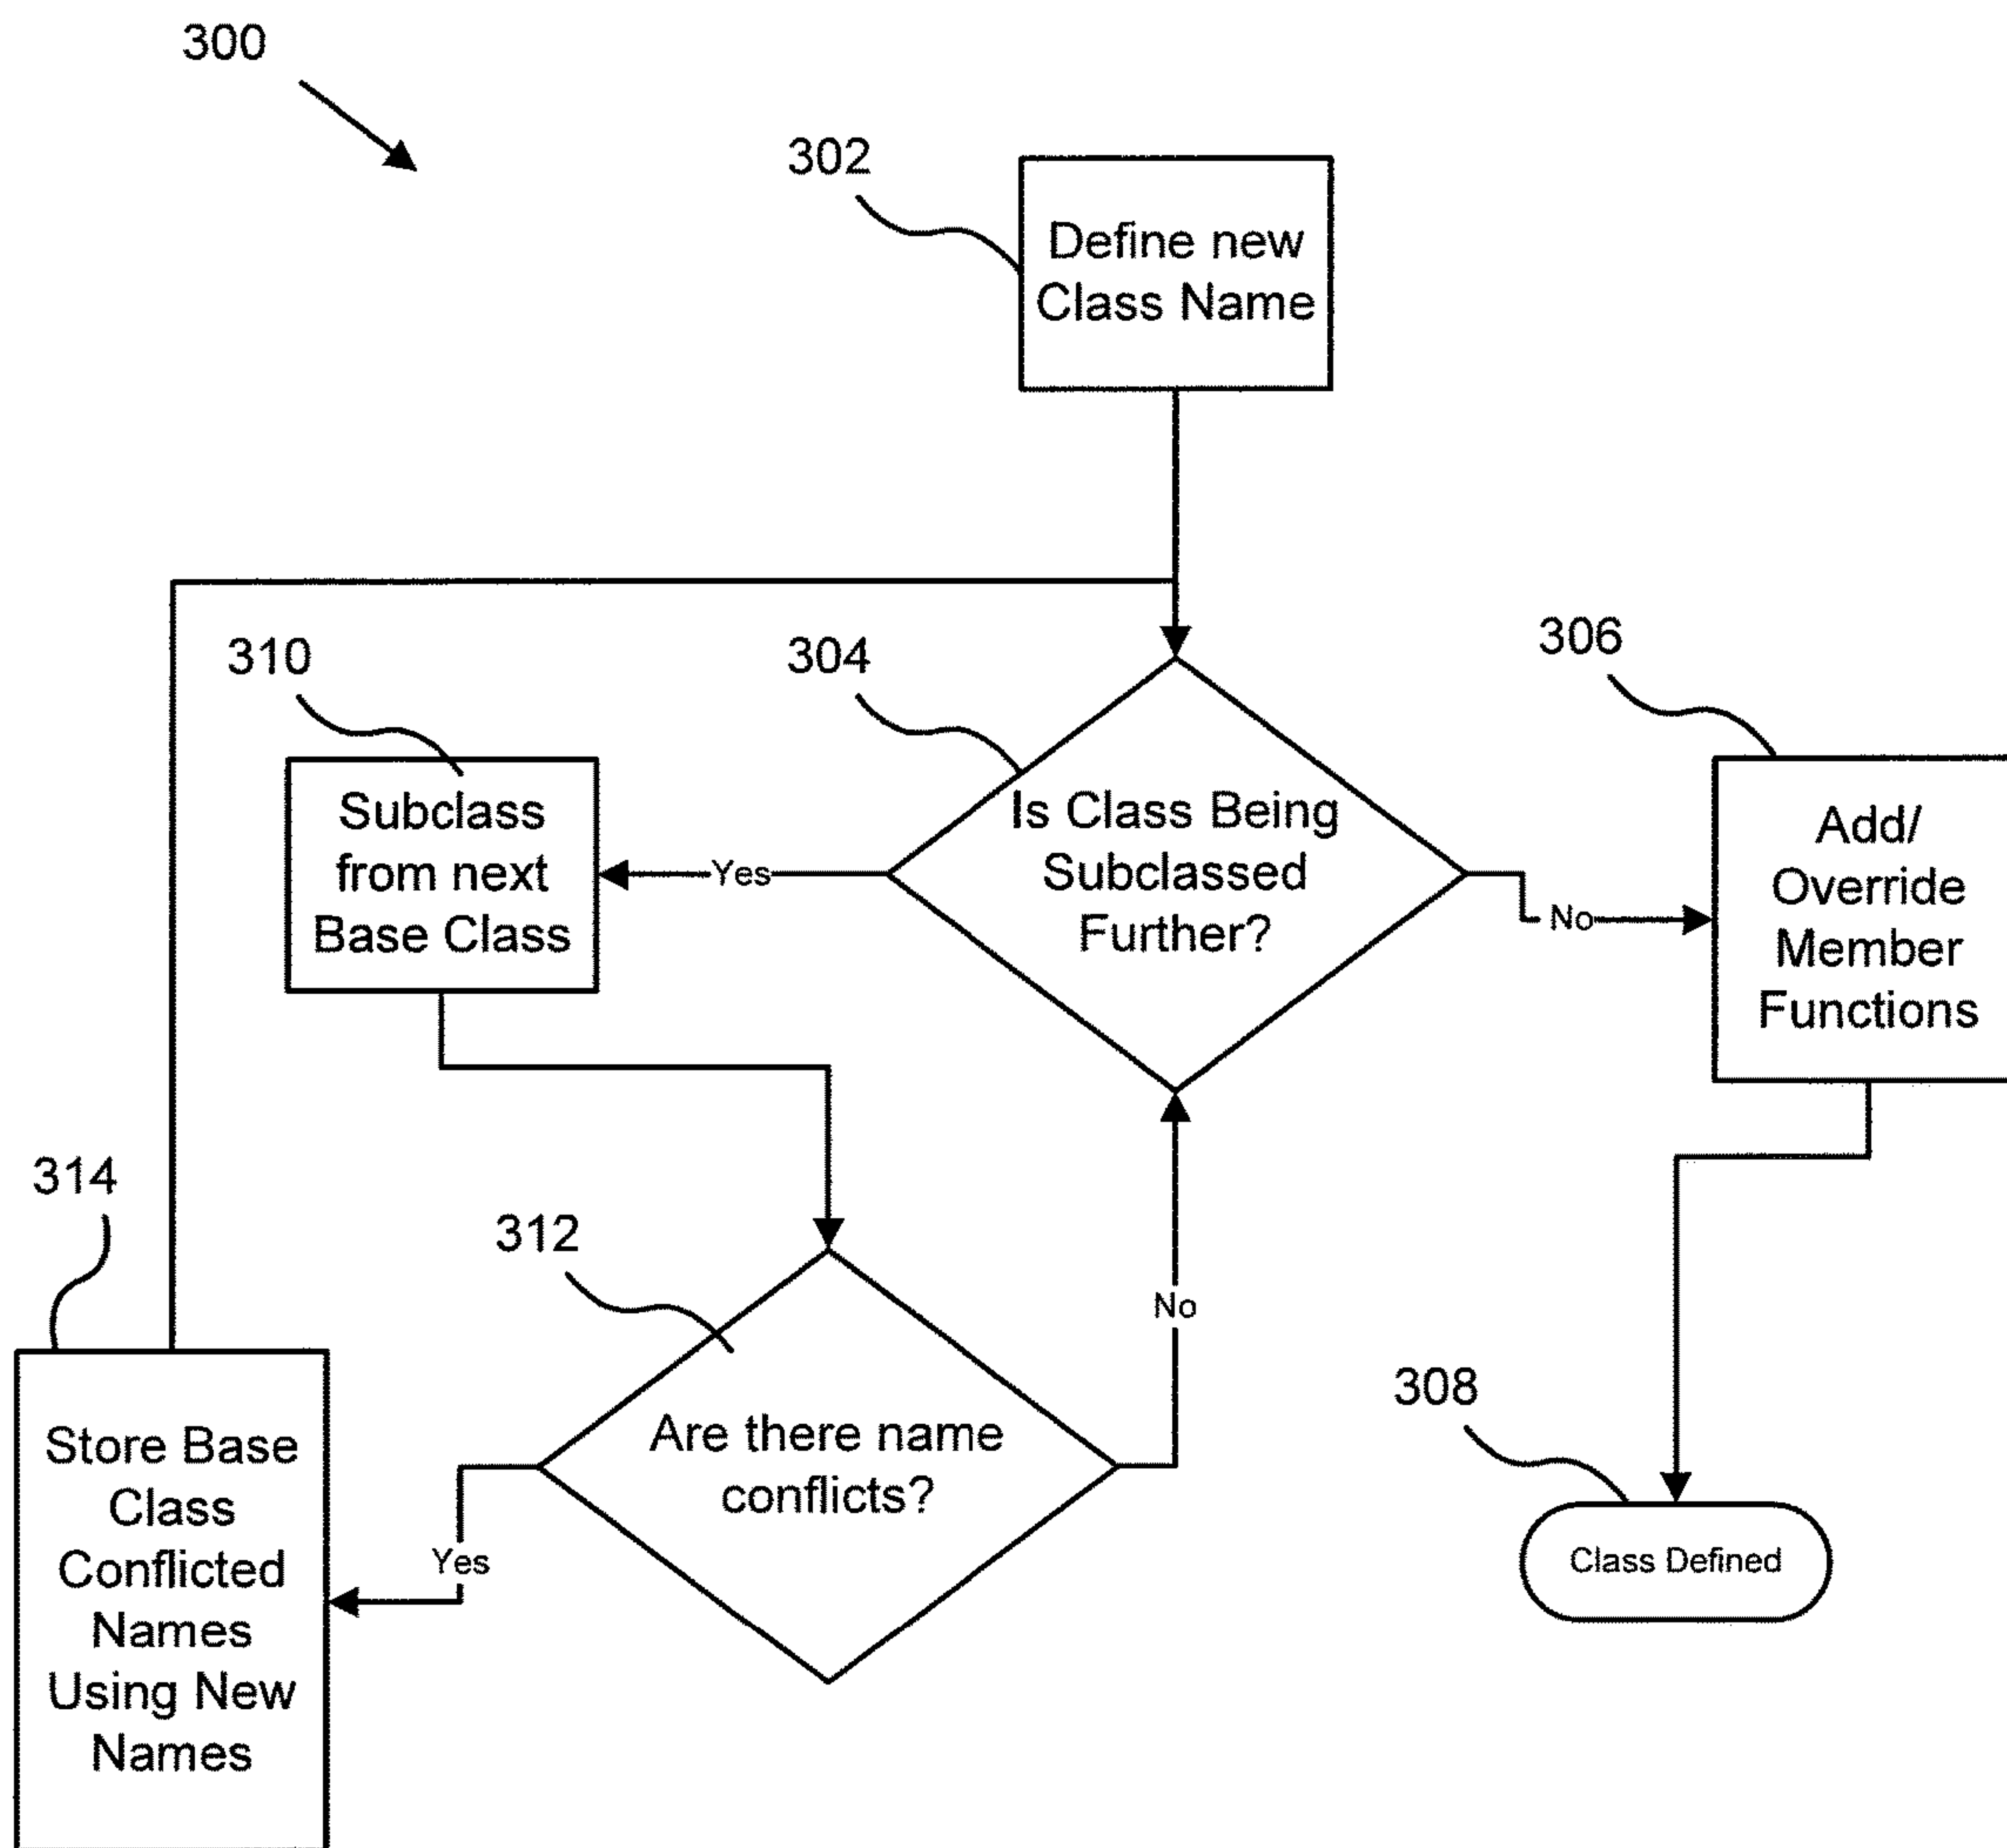 300
302
Define new
Class Name
310
304
306
Subclass
from next
Base Class
Yes
Is Class Being
Subclassed
Further?
No
Add/
Override
Member
Functions
314
312
No
308
Store Base
Class
Conflicted
Names
Using New
Names
Yes
Are there name
conflicts?
Class Defined